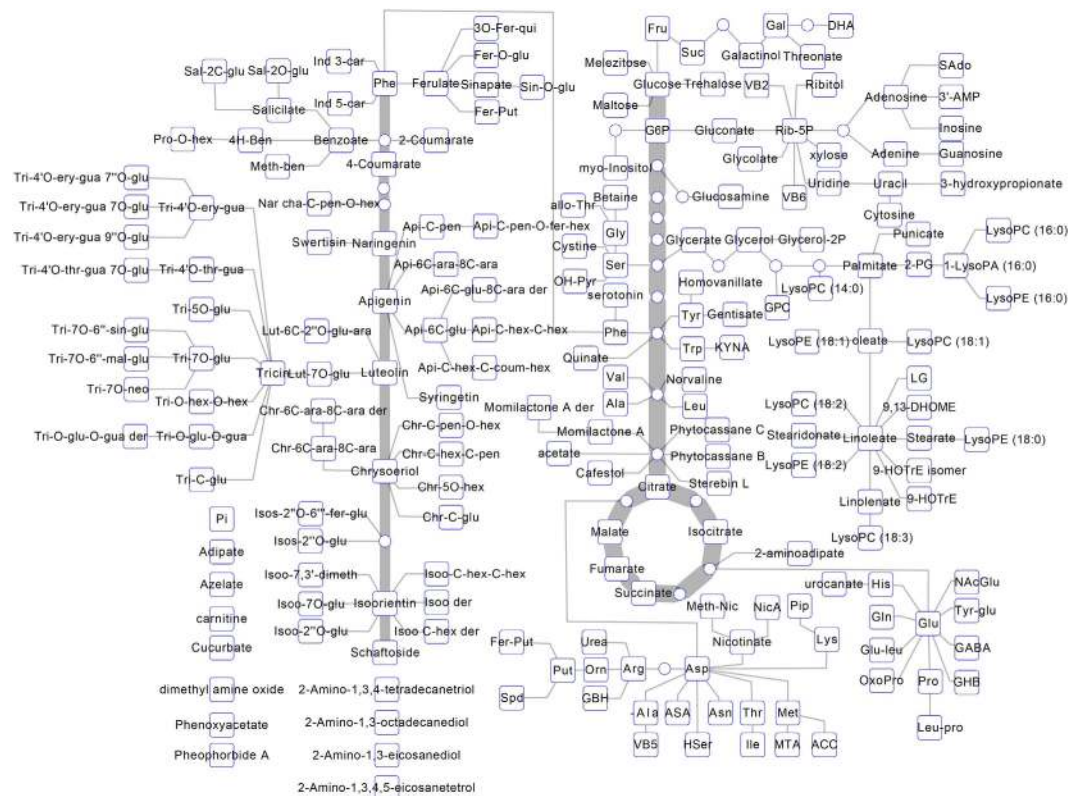 3O-Fer-qui
Fru
Gal
DHA
Sal-2C-glu
Sal-2O-glu
Ind 3-car
Fer-O-glu
Suc
Galactinol
Threonate
Melezitose
SAdo
Phe
Ferulate
Sinapate
Sin-O-glu
Glucose
Trehalose
VB2
Ribitol
Adenosine
3'-AMP
Ind 5-car
Salicilate
Fer-Put
Maltose
Inosine
Pro-O-hex
4H-Ben
Benzoate
2-Coumarate
G6P
Gluconate
Rib-5P
Adenine
Guanosine
Meth-ben
4-Coumarate
myo-Inositol
Glycolate
xylose
Tri-4'O-ery-gua 7''O-glu
Uridine
Uracil
3-hydroxypropionate
Betaine
Glucosamine
VB6
Tri-4'O-ery-gua 7O-glu
Tri-4'O-ery-gua
Nar cha-C-pen-O-hex
allo-Thr
Cytosine
Api-C-pen
Api-C-pen-O-fer-hex
Punicate
Tri-4'O-ery-gua 9''O-glu
Swertisin
Naringenin
Gly
Cystine
Glycerate
Glycerol
Glycerol-2P
LysoPC (16:0)
Tri-4'O-thr-gua 7O-glu
Tri-4'O-thr-gua
Api-6C-ara-8C-ara
Ser
Palmitate
2-PG
1-LysoPA (16:0)
OH-Pyr
Homovanillate
LysoPC (14:0)
Api-6C-glu-8C-ara der
serotonin
LysoPE (16:0)
Tri-5O-glu
Apigenin
GPC
Tyr
Gentisate
Tri-7O-6''-sin-glu
Lut-6C-2''O-glu-ara
Api-6C-glu
Api-C-hex-C-hex
Phe
LysoPE (18:1)
oleate
LysoPC (18:1)
Tri-7O-6''-mal-glu
Tri-7O-glu
Quinate
Trp
KYNA
Tricin
Lut-7O-glu
Luteolin
Api-C-hex-C-coum-hex
Val
Norvaline
LG
Tri-7O-neo
Tri-O-hex-O-hex
Syringetin
Ala
Leu
LysoPC (18:2)
9,13-DHOME
Chr-6C-ara-8C-ara der
Momilactone A der
Chr-C-pen-O-hex
Phytocassane C
Tri-O-glu-O-gua der
Tri-O-glu-O-gua
Momilactone A
Stearidonate
Linoleate
Stearate
LysoPE (18:0)
Chr-6C-ara-8C-ara
Chr-C-hex-C-pen
acetate
Phytocassane B
Tri-C-glu
Chrysoeriol
Cafestol
LysoPE (18:2)
9-HOTrE isomer
Chr-5O-hex
Sterebin L
Citrate
Linolenate
9-HOTrE
Isos-2''O-6'''-fer-glu
Chr-C-glu
Pi
Malate
Isocitrate
LysoPC (18:3)
Isos-2''O-glu
Adipate
2-aminoadipate
Isoo-7,3'-dimeth
Isoo-C-hex-C-hex
Fumarate
Azelate
Succinate
urocanate
His
NAcGlu
Isoo-7O-glu
Isoorientin
Isoo der
Meth-Nic
NicA
Pip
carnitine
Gln
Glu
Tyr-glu
Isoo-2''O-glu
Isoo C-hex der
Fer-Put
Urea
Nicotinate
Lys
Cucurbate
Schaftoside
Glu-leu
GABA
Put
Orn
Arg
Asp
OxoPro
Pro
GHB
dimethyl amine oxide
2-Amino-1,3,4-tetradecanetriol
Spd
GBH
Ala
ASA
Asn
Thr
Met
Phenoxyacetate
2-Amino-1,3-octadecanediol
Leu-pro
Pheophorbide A
2-Amino-1,3-eicosanediol
VB5
HSer
Ile
MTA
ACC
2-Amino-1,3,4,5-eicosanetetrol